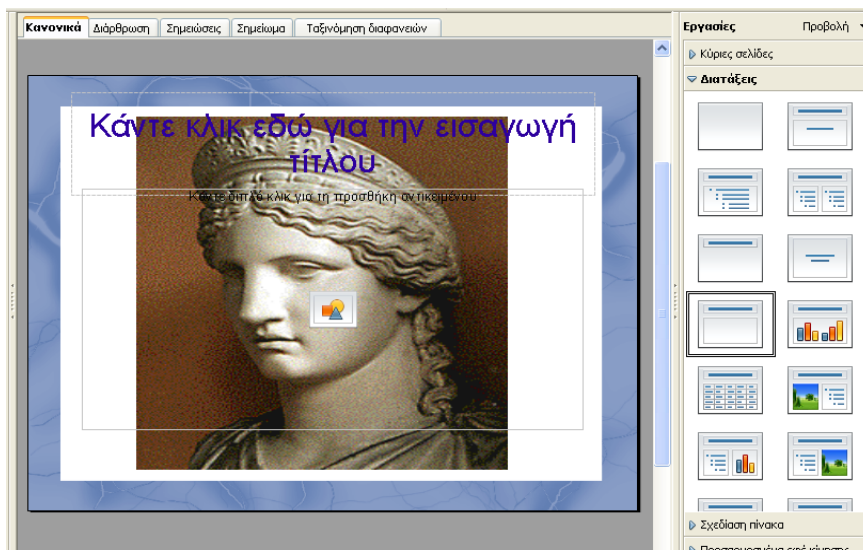 Κανονικά Διάρθρωση Σημειώσεις Σημείωμα Ταξινόμηση διαφανειών
Κάντε κλικ εδώ για την εισαγωγή
τίτλου
Κάντε διπλό κλικ για τη προσθήκη αντικειμένου
Εργασίες Προβολή
Κύριες σελίδες
Διατάξεις
Σχεδίαση πίνακα